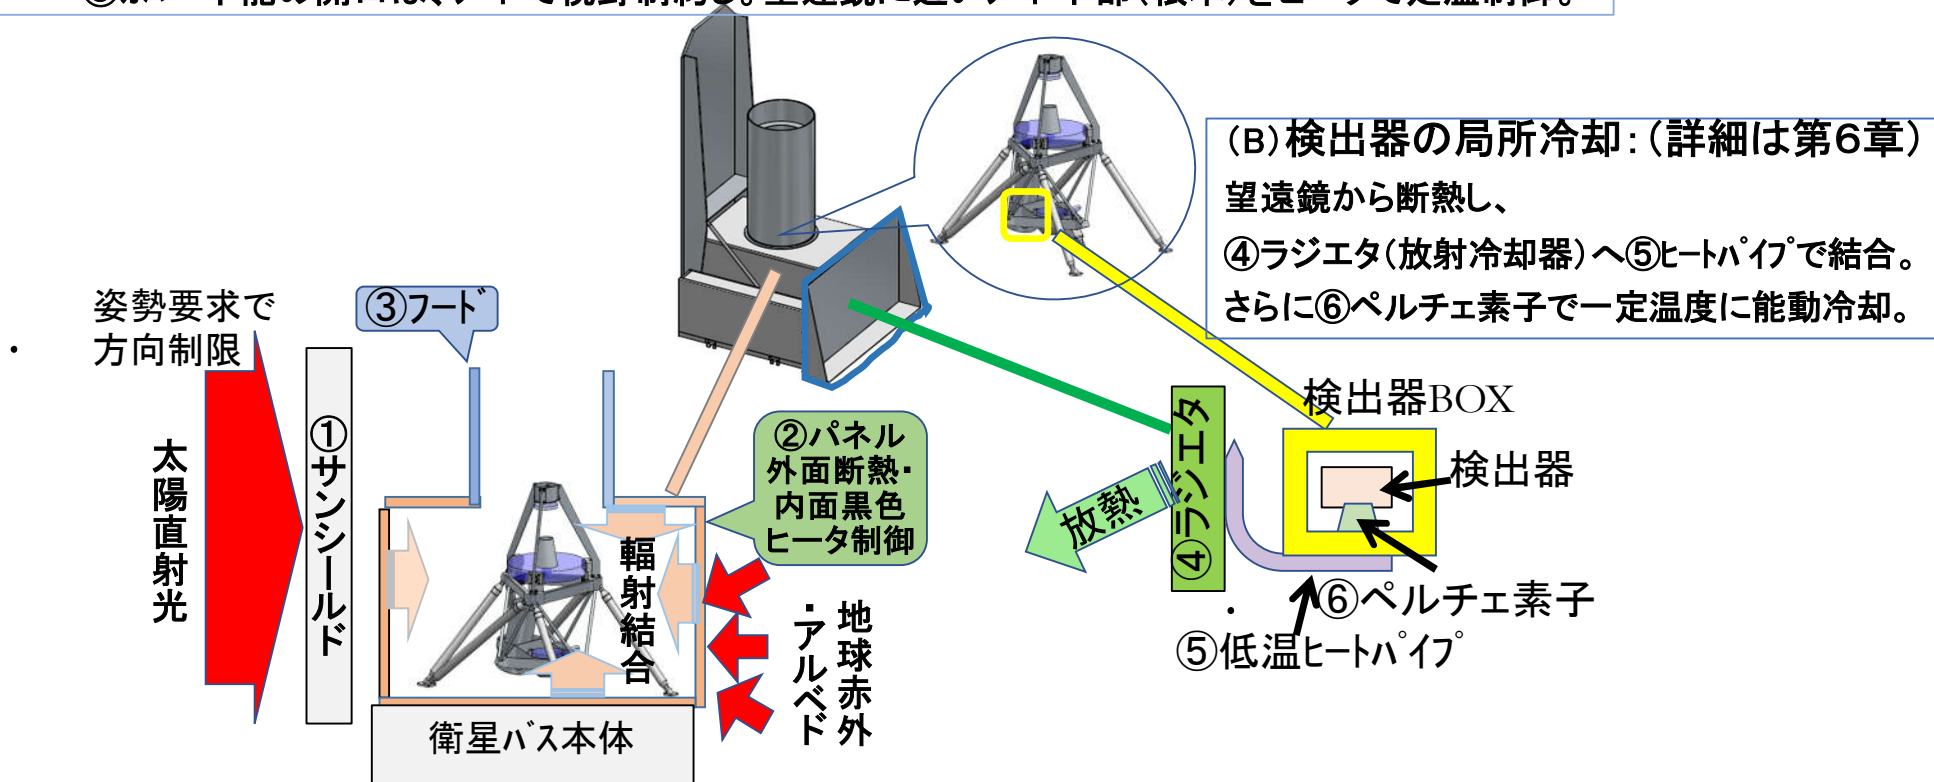 (B)検出器の局所冷却:(詳細は第6章)
望遠鏡から断熱し、
④ラジエタ(放射冷却器)へ⑤ﾋｰﾄﾊﾟｲﾌﾟで結合。
さらに⑥ペルチェ素子で一定温度に能動冷却。
姿勢要求で
・ 方向制限
③ﾌｰﾄﾞ
太陽直射光
①サンシールド
②パネル
外面断熱・
内面黒色
ヒータ制御
輻射結合
地球赤外
・アルベド
衛星ﾊﾞｽ本体
放熱
④ラジエタ
検出器BOX
検出器
・
⑥ペルチェ素子
⑤低温ﾋｰﾄﾊﾟｲﾌﾟ